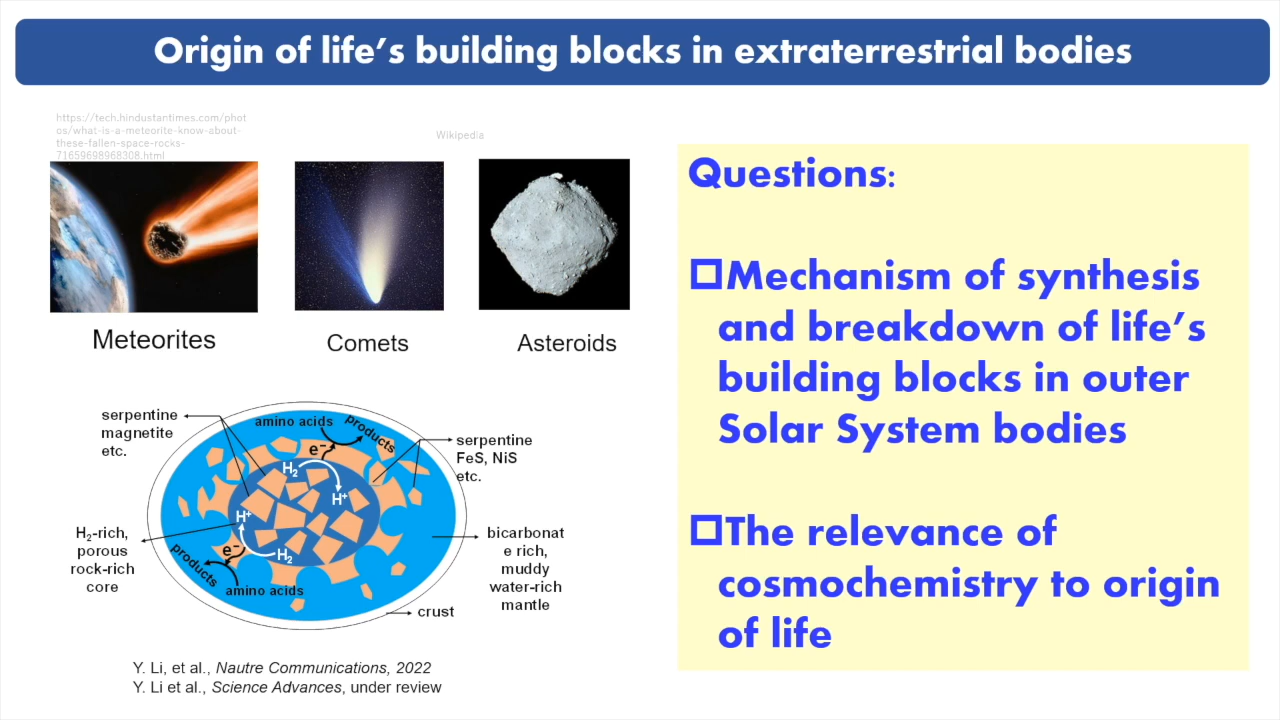 Origin of life’s building blocks in extraterrestrial bodies
https://tech.hindustantimes.com/phot
os/what-is-a-meteorite-know-about-
these-fallen-space-rocks-
71659698968308.html
Wikipedia
Meteorites
Comets
Asteroids
serpentine
magnetite
etc.
amino acids
products
e⁻
H₂
H⁺
serpentine
FeS, NiS
etc.
H₂-rich,
porous
rock-rich
core
H⁺
e⁻
H₂
products
amino acids
bicarbonat
e rich,
muddy
water-rich
mantle
crust
Y. Li, et al., Nautre Communications, 2022
Y. Li et al., Science Advances, under review
Questions:
Mechanism of synthesis
and breakdown of life’s
building blocks in outer
Solar System bodies
The relevance of
cosmochemistry to origin
of life